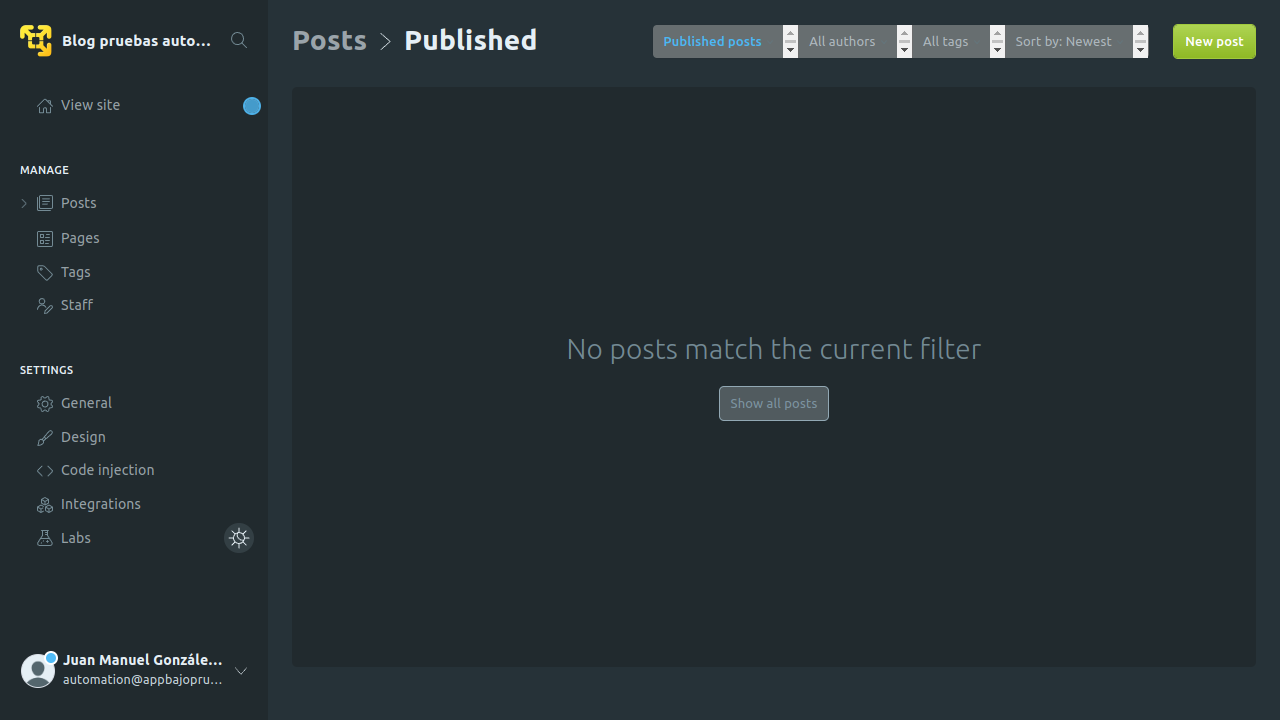 Blog pruebas auto...
View site
MANAGE
Posts
Pages
Tags
Staff
SETTINGS
General
Design
Code injection
Integrations
Labs
Juan Manuel Gonzále...
automation@appbajopru...
Posts > Published
Published posts All authors All tags Sort by: Newest New post
No posts match the current filter
Show all posts